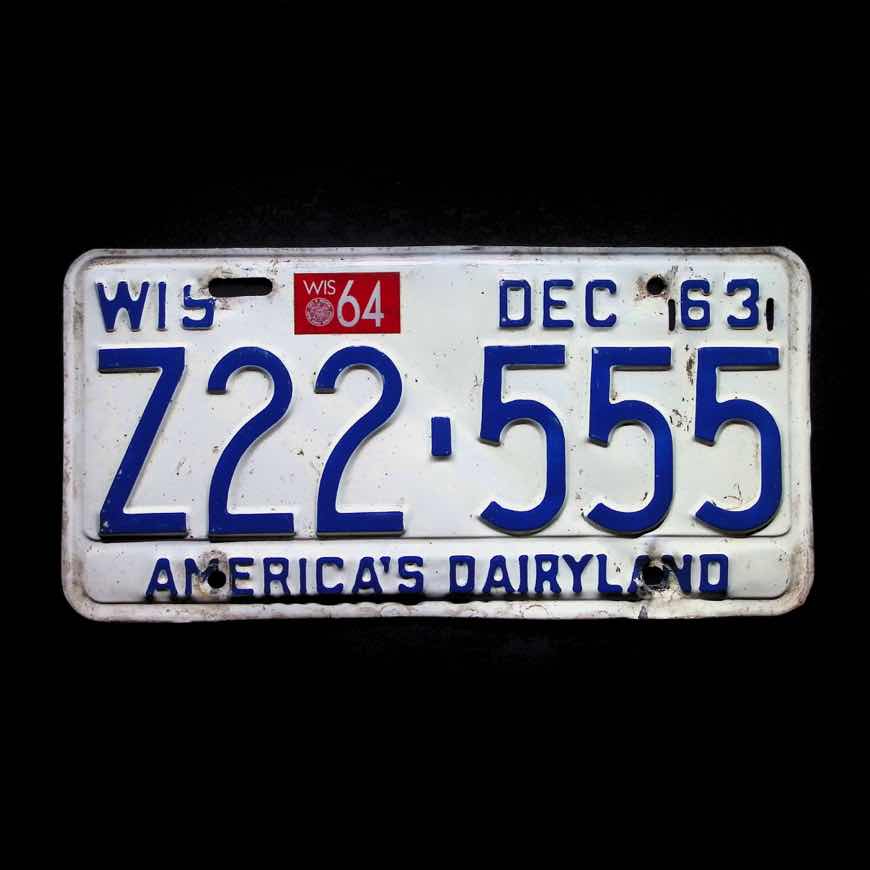 WIS WIS 64 DEC 63
Z22-555
AMERICA'S DAIRYLAND